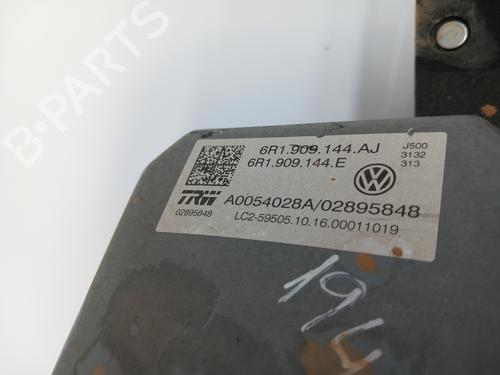 B-PARTS
6R1.909.144.AJ
6R1.909.144.E
J500
3132
313
TRW
A0054028A/02895848
02895848
LC2-59505.10.16.00011019
194